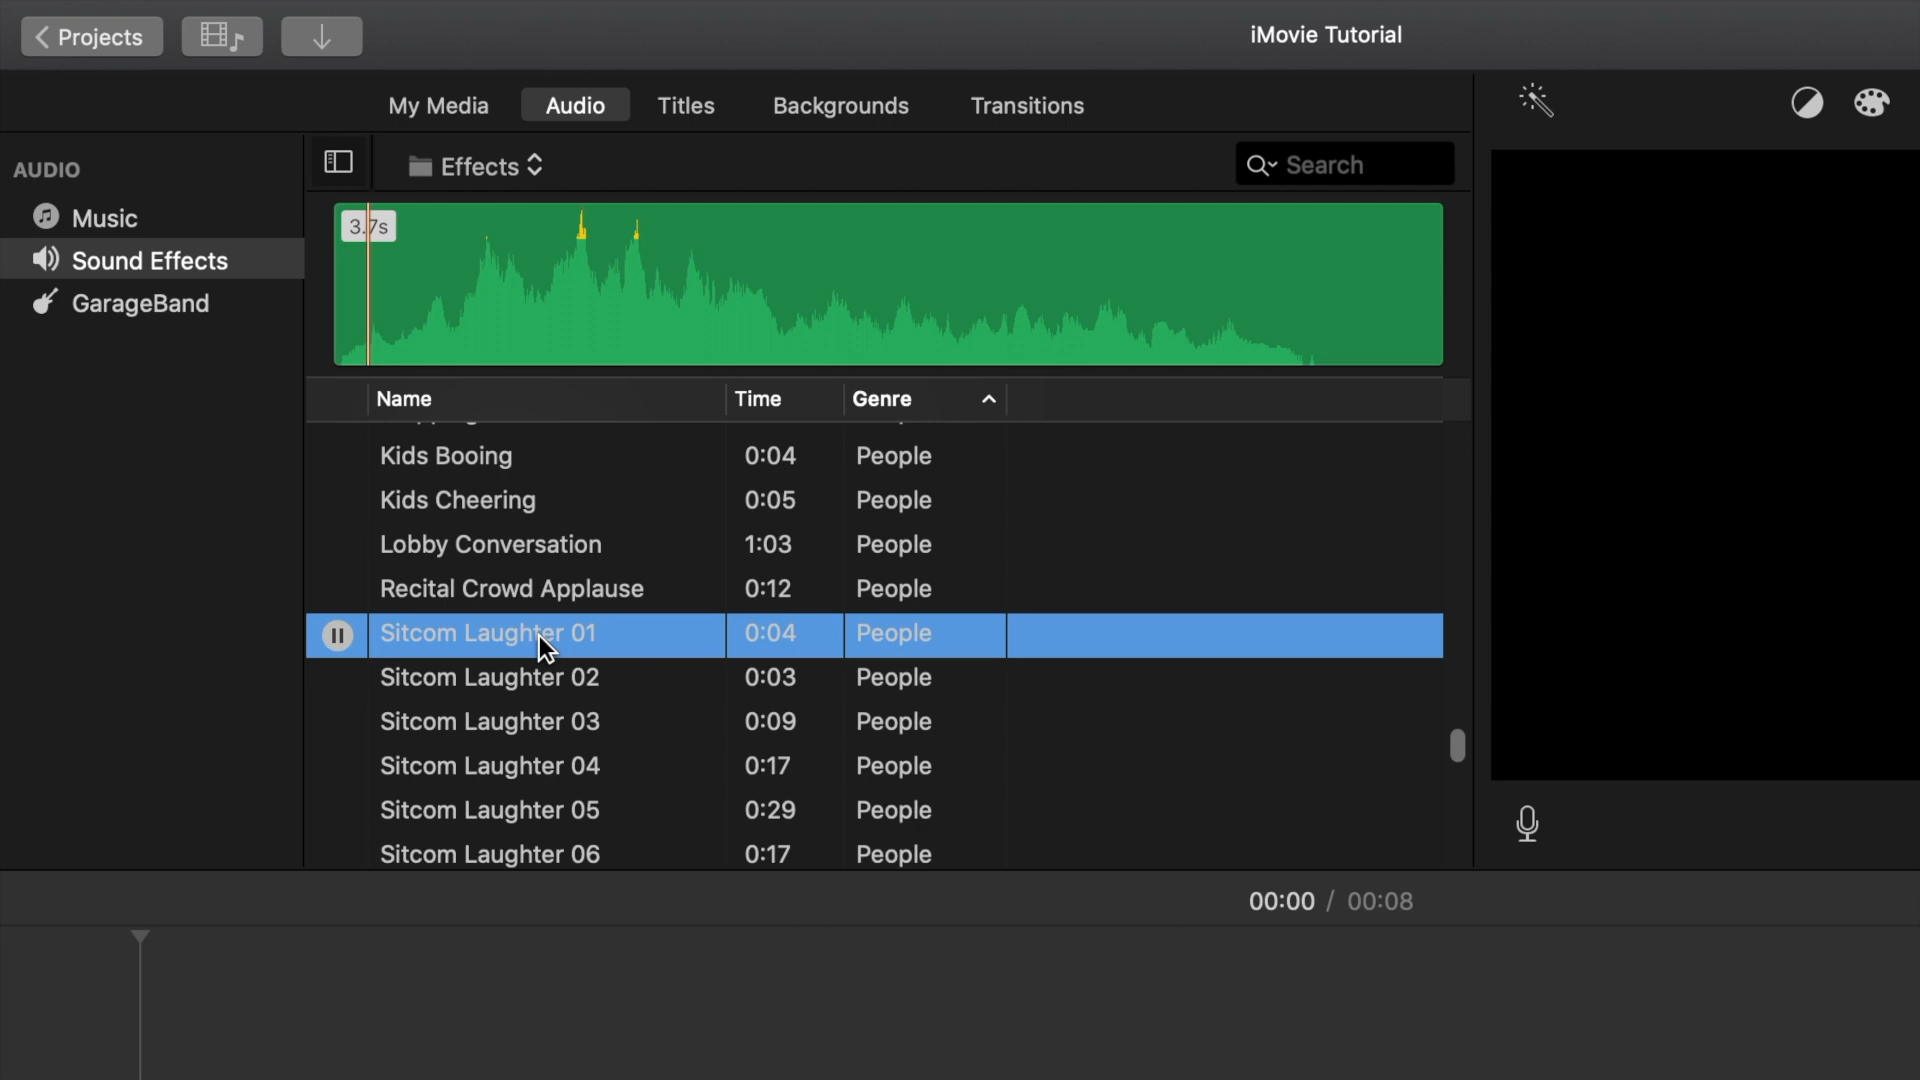 Projects
iMovie Tutorial
My Media Audio Titles Backgrounds Transitions
AUDIO
Music
Sound Effects
GarageBand
Effects
Search
3.7s
Name Time Genre
Kids Booing 0:04 People
Kids Cheering 0:05 People
Lobby Conversation 1:03 People
Recital Crowd Applause 0:12 People
Sitcom Laughter 01 0:04 People
Sitcom Laughter 02 0:03 People
Sitcom Laughter 03 0:09 People
Sitcom Laughter 04 0:17 People
Sitcom Laughter 05 0:29 People
Sitcom Laughter 06 0:17 People
00:00 / 00:08